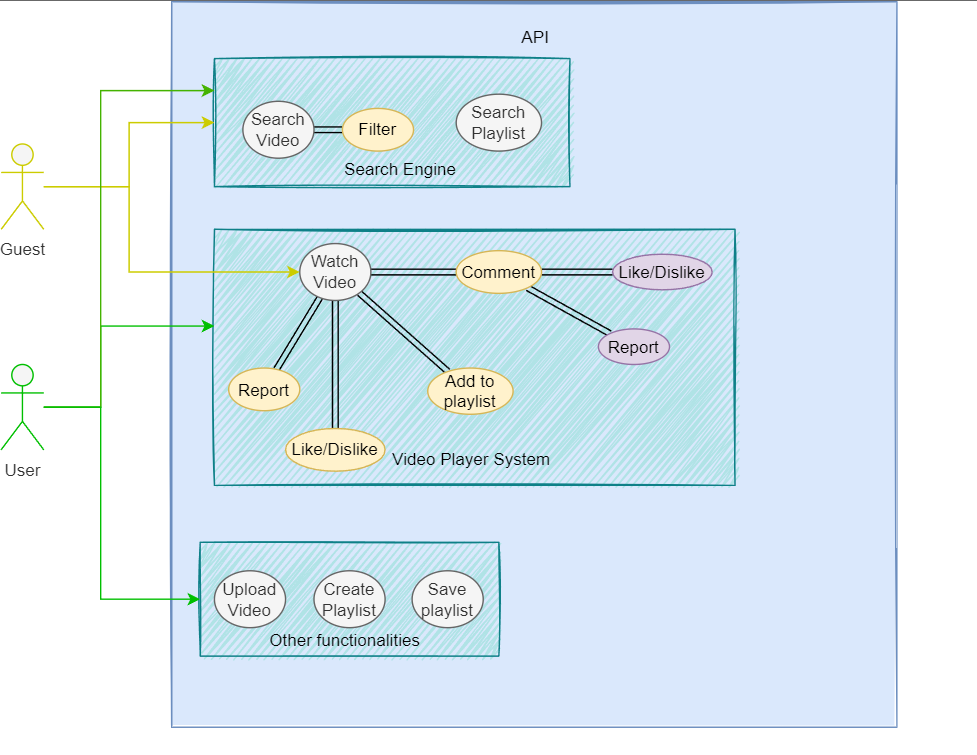 API
Search
Video
Filter
Search
Playlist
Search Engine
Guest
Watch
Video
Comment
Like/Dislike
Report
Report
Add to
playlist
Like/Dislike
Video Player System
User
Upload
Video
Create
Playlist
Save
playlist
Other functionalities